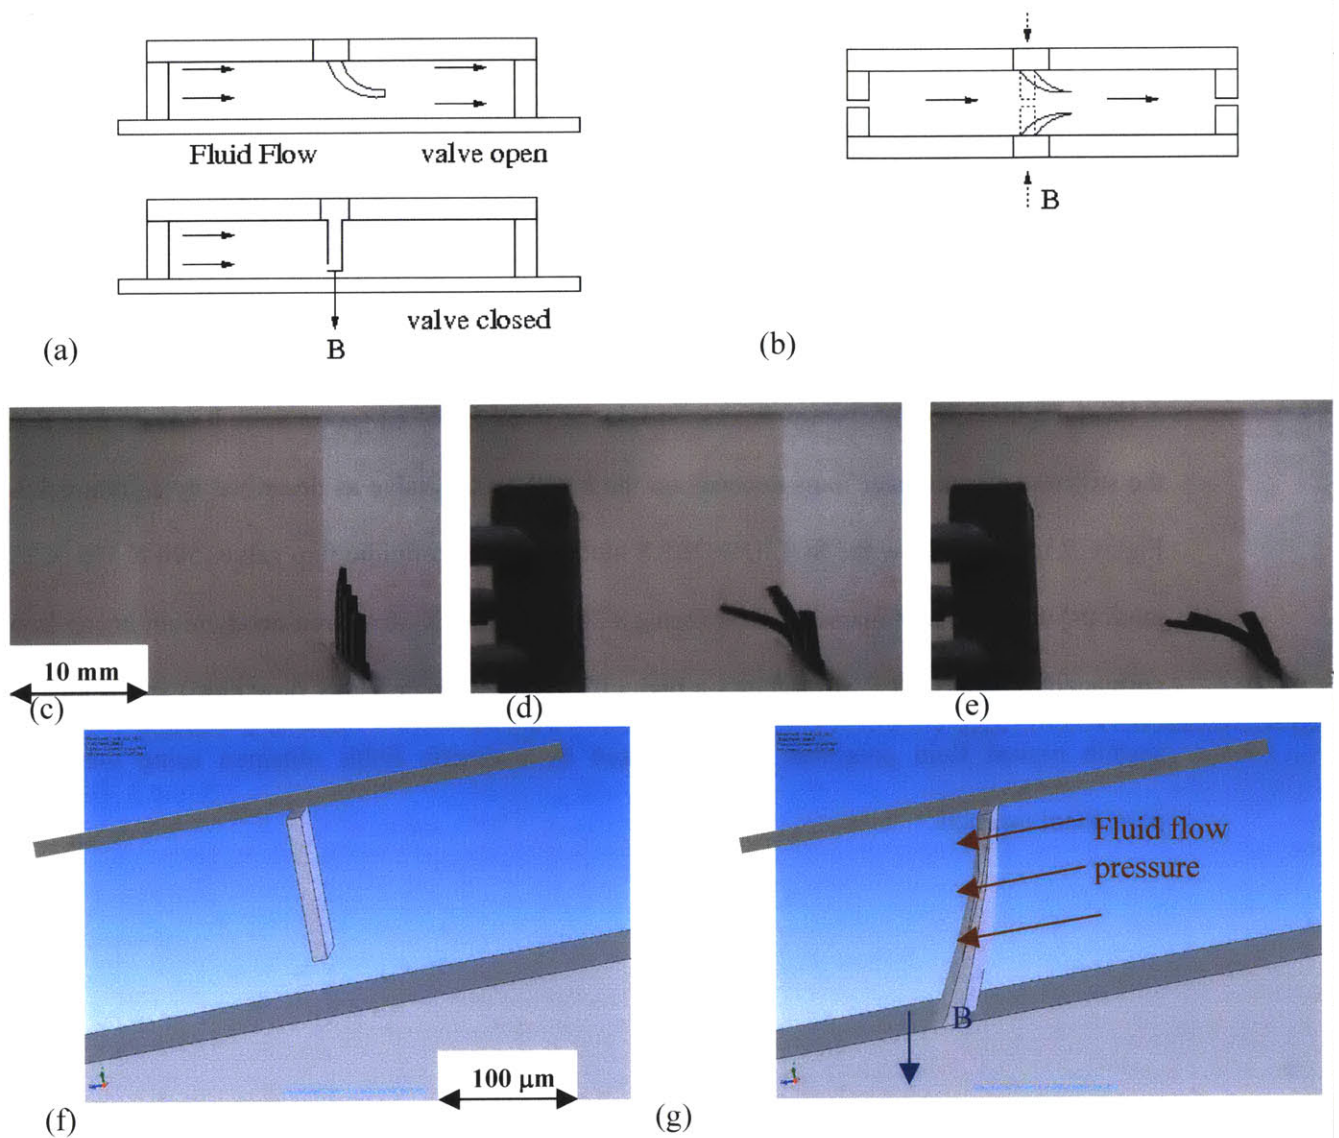 Fluid Flow
valve open
valve closed
(a)
B
B
(b)
10 mm
(c)
(d)
(e)
Fluid flow
pressure
B
100 μm
(f)
(g)